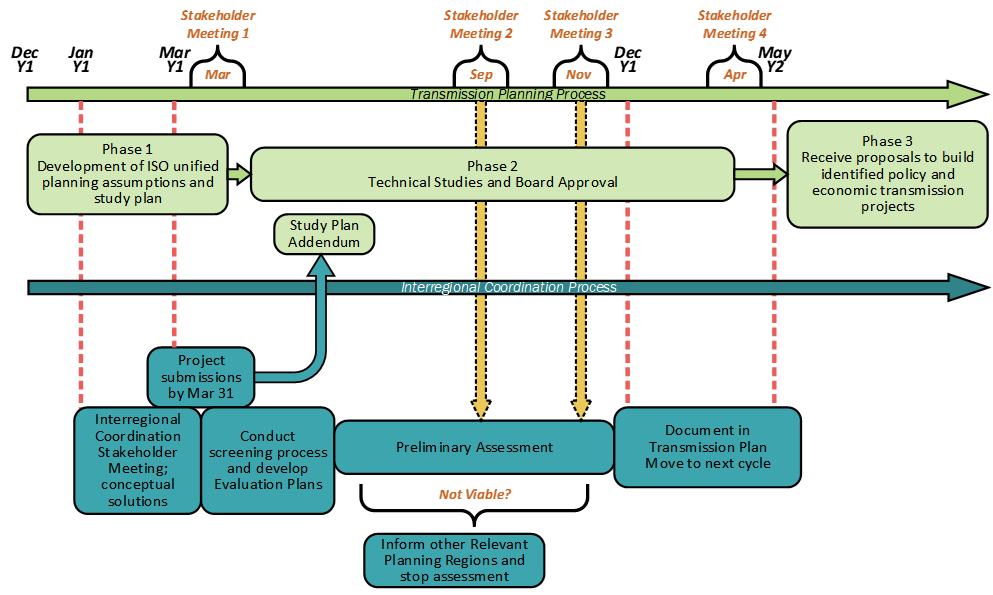 Stakeholder
Meeting 1
Stakeholder
Meeting 2
Stakeholder
Meeting 3
Stakeholder
Meeting 4
Dec
Y1
Jan
Y1
Mar
Y1
Mar
Sep
Nov
Dec
Y1
Apr
May
Y2
Transmission Planning Process
Phase 1
Development of ISO unified
planning assumptions and
study plan
Phase 2
Technical Studies and Board Approval
Phase 3
Receive proposals to build
identified policy and
economic transmission
projects
Study Plan
Addendum
Interregional Coordination Process
Project
submissions
by Mar 31
Interregional
Coordination
Stakeholder
Meeting;
conceptual
solutions
Conduct
screening process
and develop
Evaluation Plans
Preliminary Assessment
Document in
Transmission Plan
Move to next cycle
Not Viable?
Inform other Relevant
Planning Regions and
stop assessment